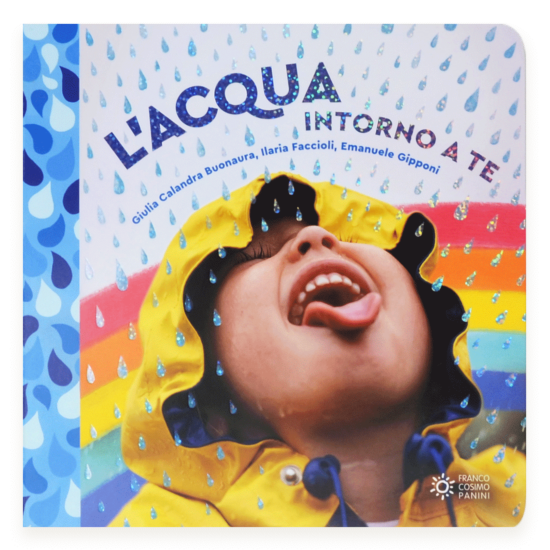 L'ACQUA
INTORNO A TE
Giulia Calandra Buonaura, Ilaria Faccioli, Emanuele Gipponi
FRANCO
COSIMO
PANINI